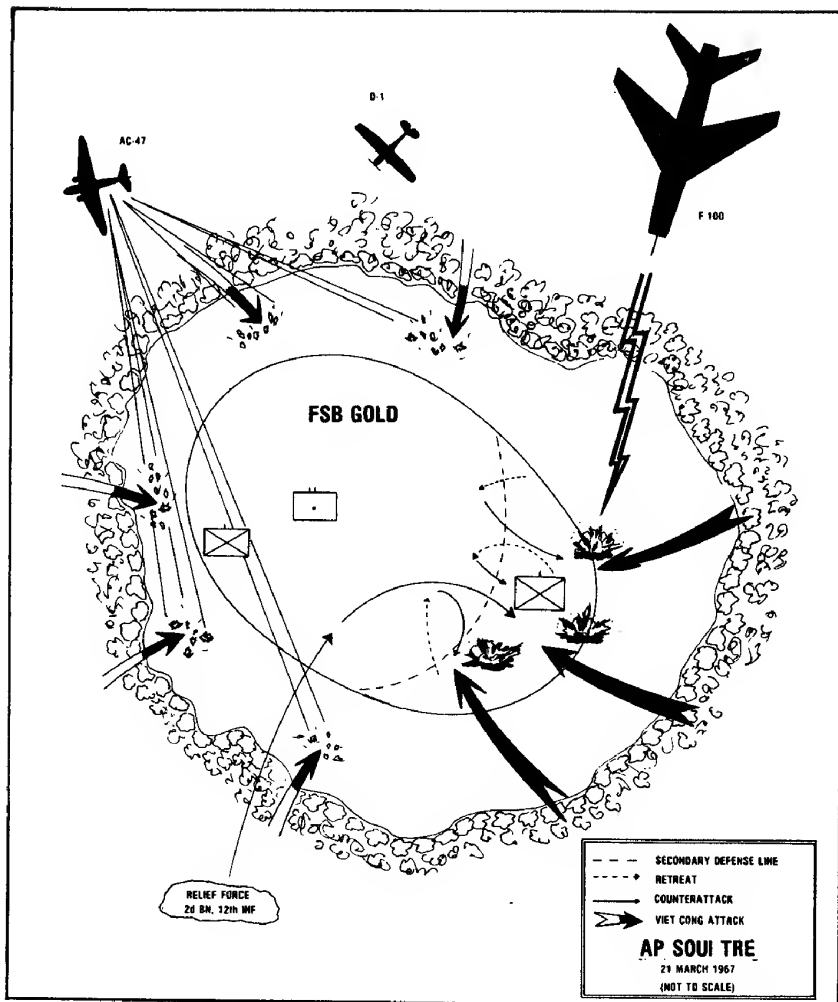 O-1
AC-47
F 100
FSB GOLD
RELIEF FORCE
2d BN, 12th INF
SECONDARY DEFENSE LINE
RETREAT
COUNTERATTACK
VIET CONG ATTACK
AP SOUI TRE
21 MARCH 1967
(NOT TO SCALE)